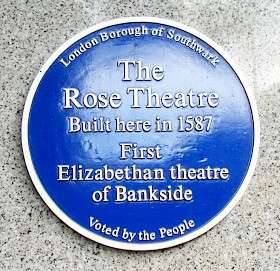 London Borough of Southwark
The
Rose Theatre
Built here in 1587
First
Elizabethan theatre
of Bankside
Voted by the People